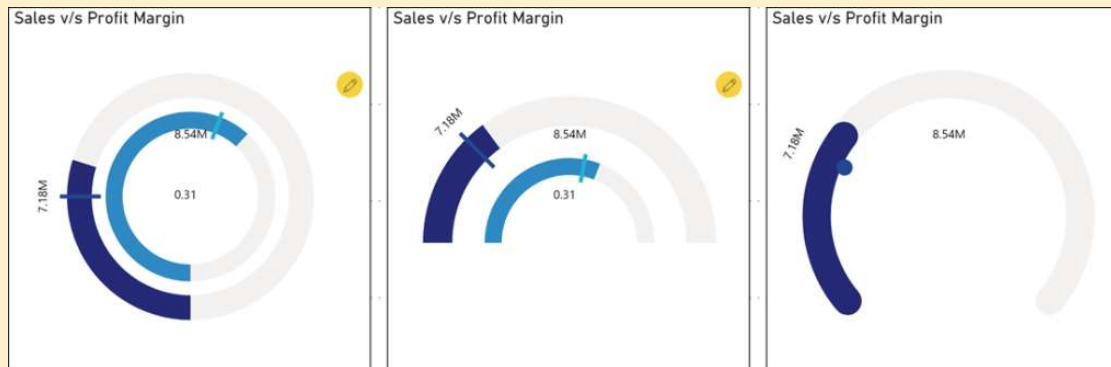 Sales v/s Profit Margin
8.54M
7.18M
0.31
Sales v/s Profit Margin
7.18M
8.54M
0.31
Sales v/s Profit Margin
7.18M
8.54M